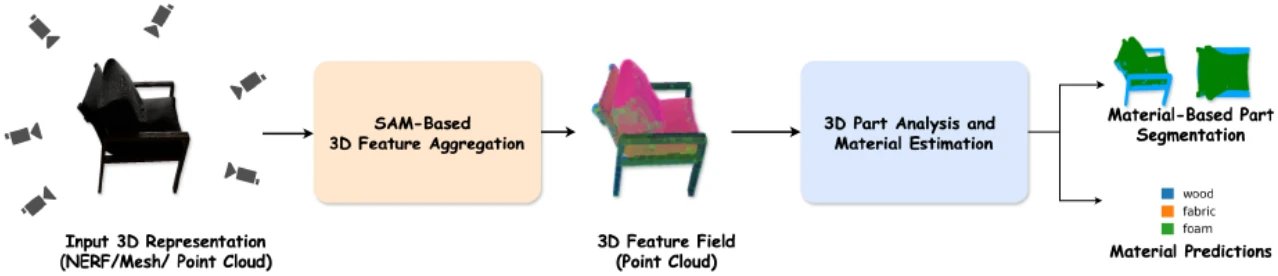 SAM-Based
3D Feature Aggregation
3D Part Analysis and
Material Estimation
Material-Based Part
Segmentation
wood
fabric
foam
Material Predictions
Input 3D Representation
(NERF/Mesh/ Point Cloud)
3D Feature Field
(Point Cloud)